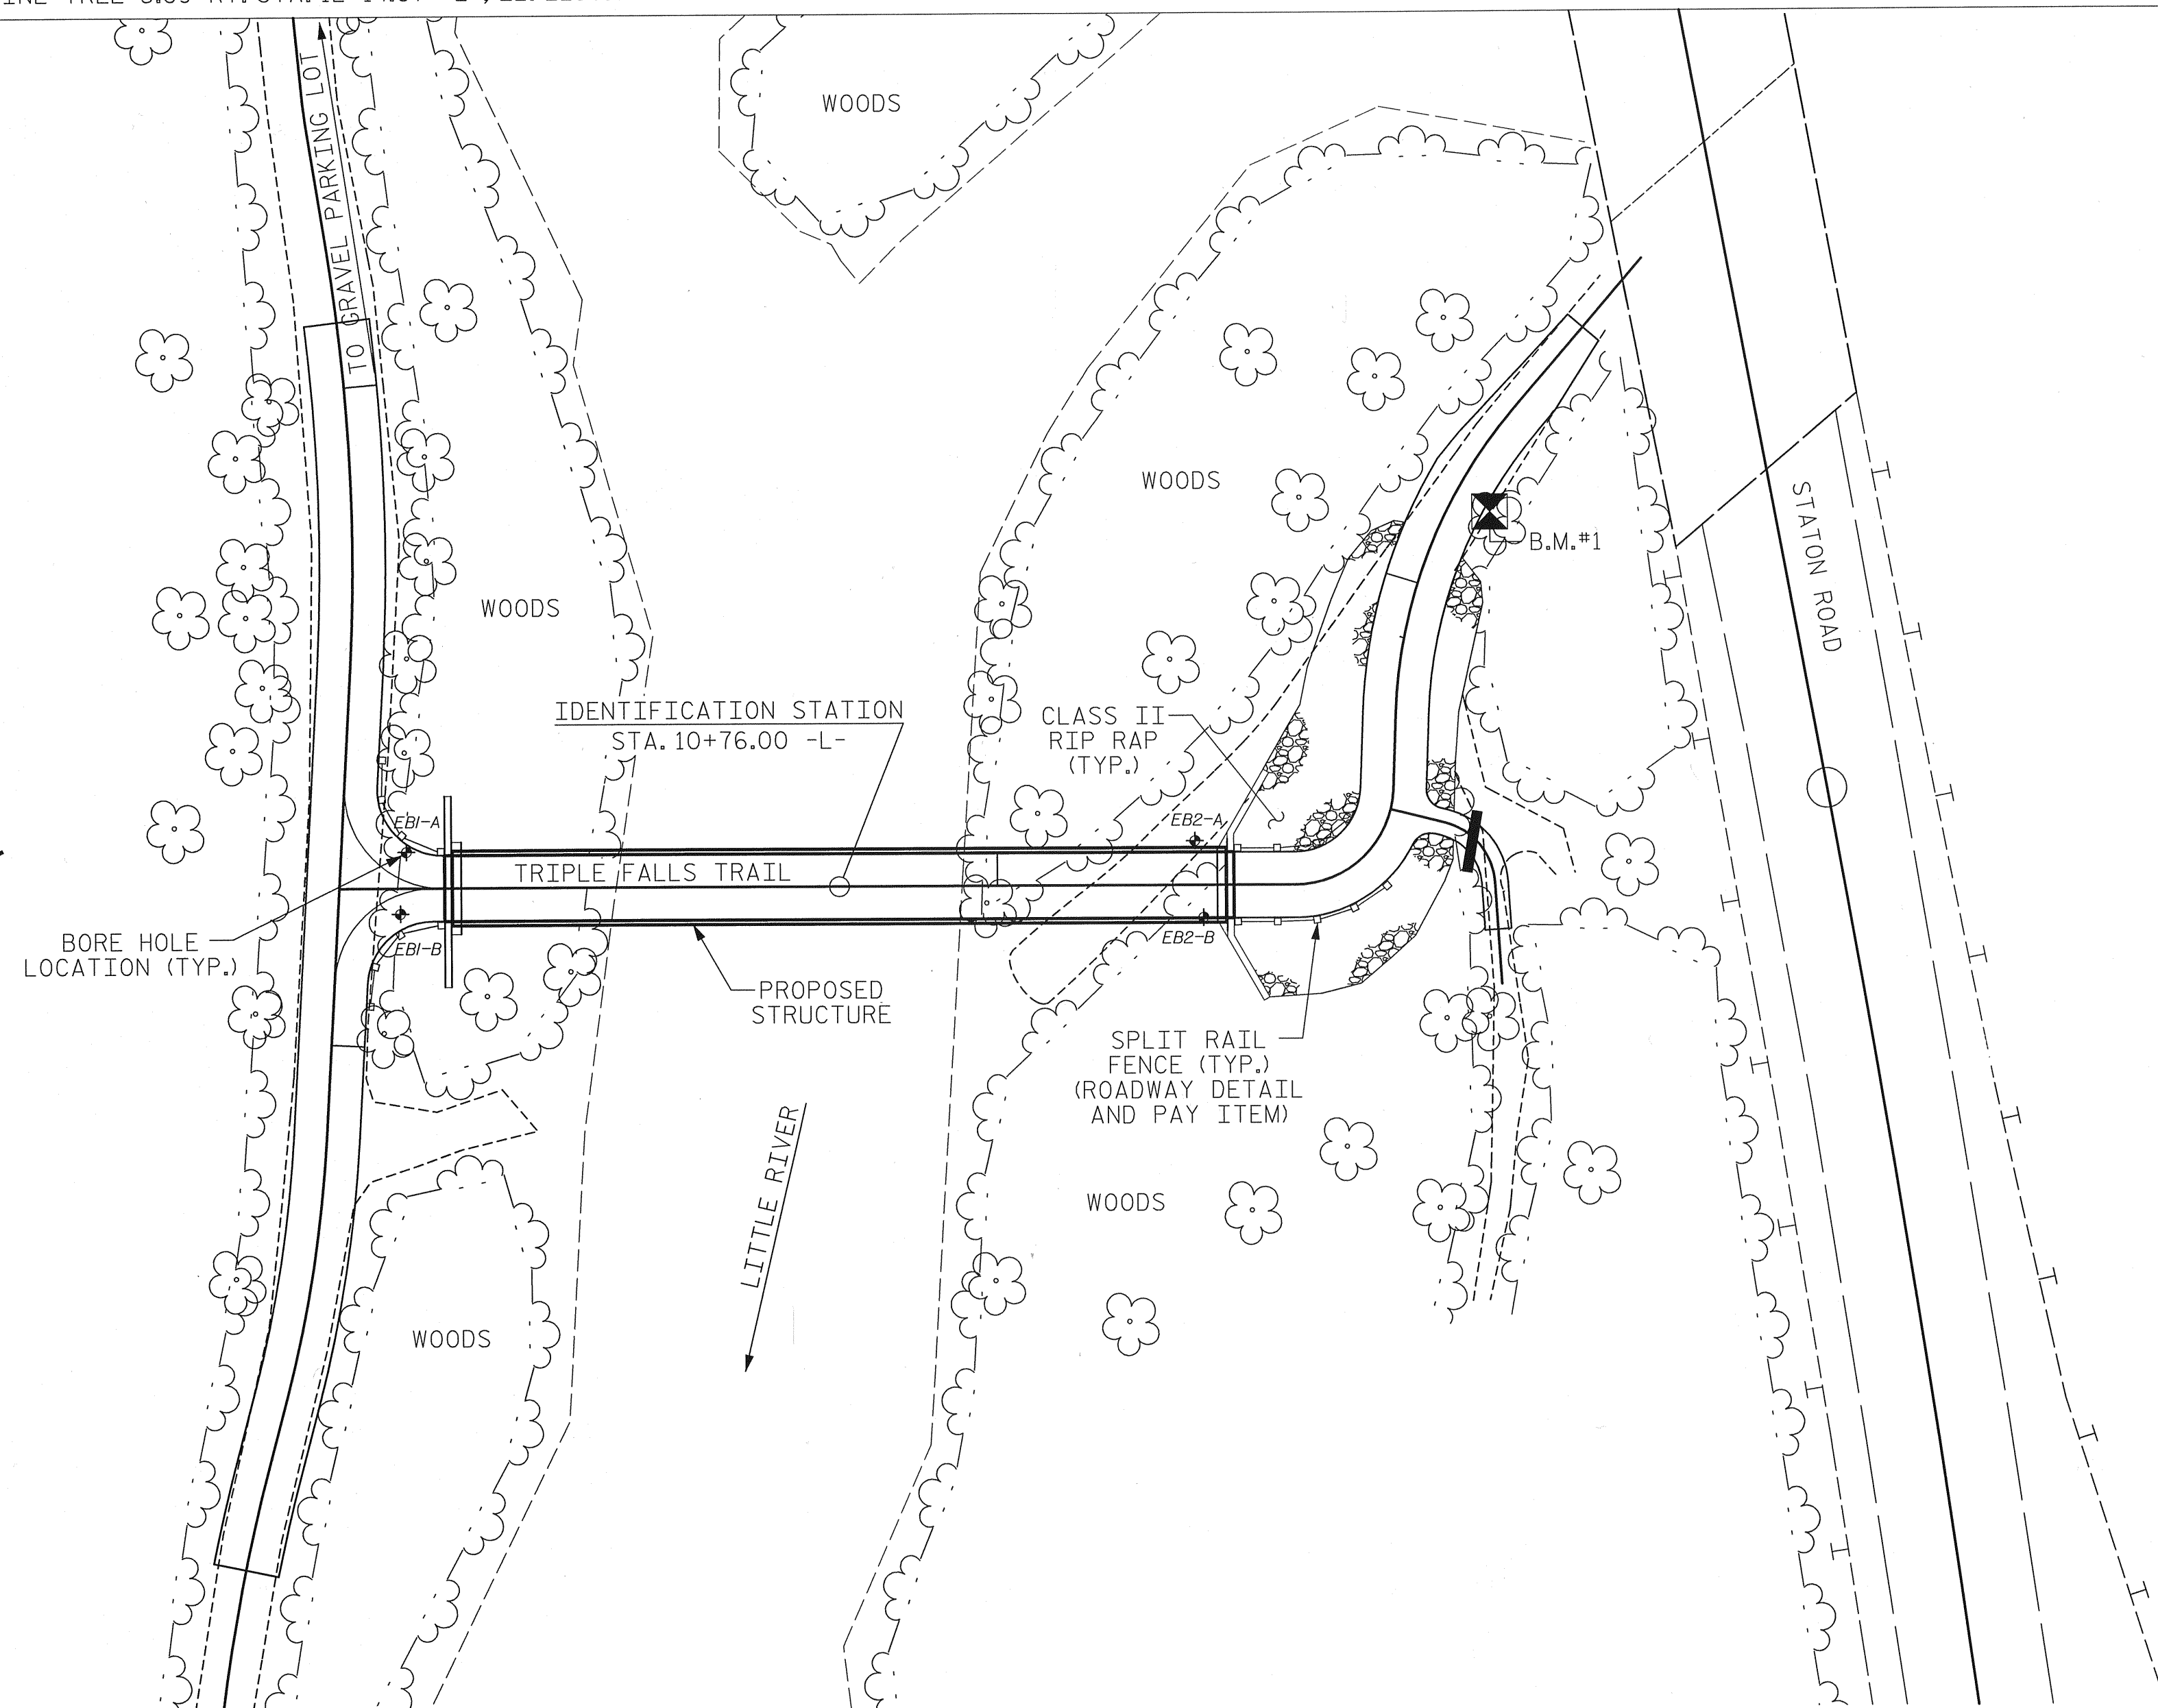 TO GRAVEL PARKING LOT
WOODS
WOODS
STATON ROAD
B.M.#1
WOODS
IDENTIFICATION STATION
STA. 10+76.00 -L-
CLASS II
RIP RAP
(TYP.)
EB1-A
EB2-A
TRIPLE FALLS TRAIL
BORE HOLE
LOCATION (TYP.)
EB1-B
EB2-B
PROPOSED
STRUCTURE
SPLIT RAIL
FENCE (TYP.)
(ROADWAY DETAIL
AND PAY ITEM)
LITTLE RIVER
WOODS
WOODS